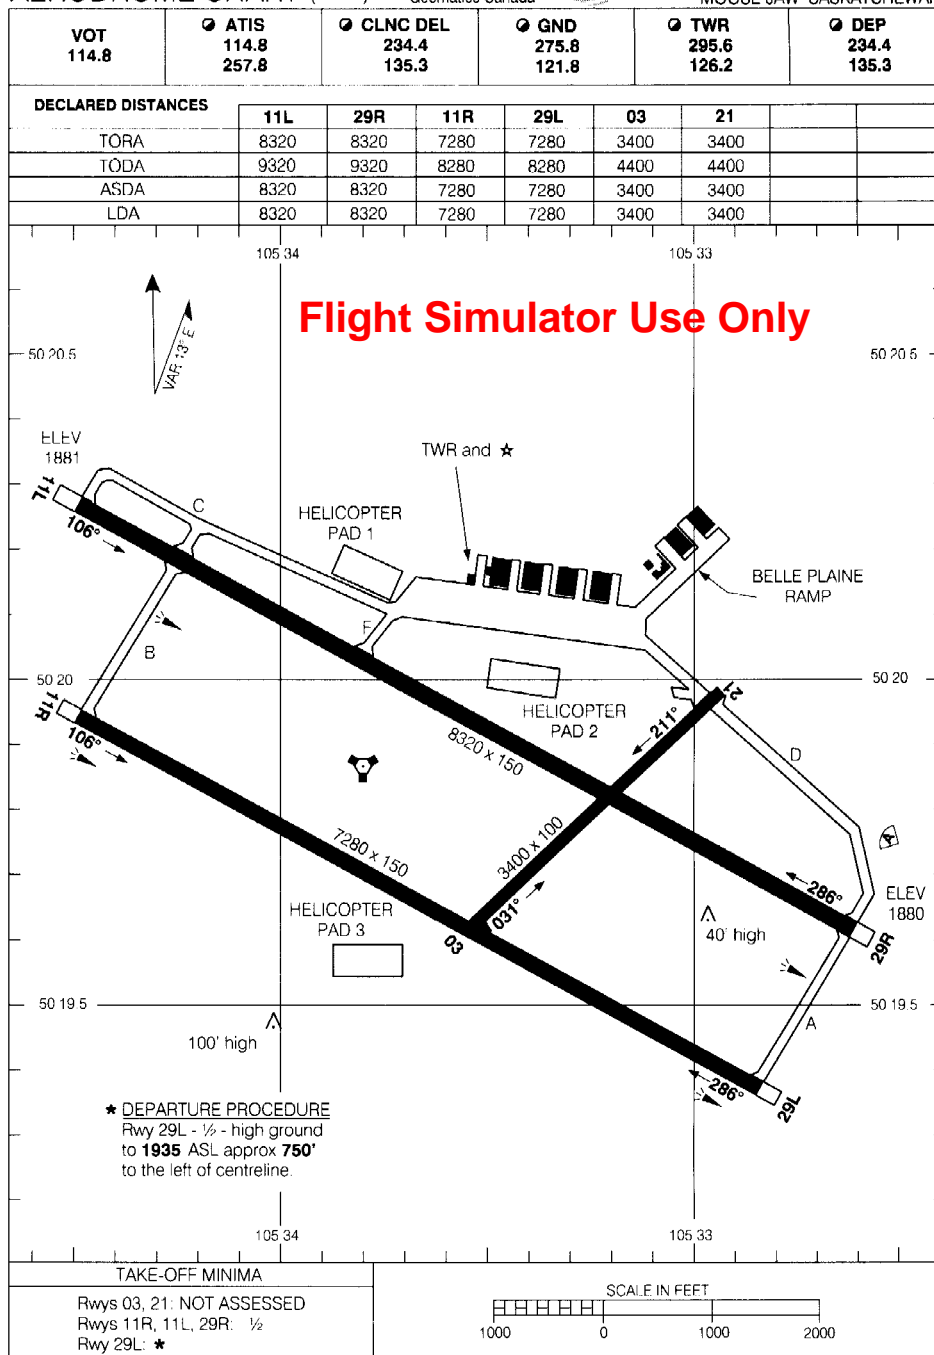 Geomatics Canada
VOT
114.8
ATIS
114.8
257.8
CLNC DEL
234.4
135.3
GND
275.8
121.8
TWR
295.6
126.2
DEP
234.4
135.3
DECLARED DISTANCES 11L 29R 11R 29L 03 21
TORA 8320 8320 7280 7280 3400 3400
TODA 9320 9320 8280 8280 4400 4400
ASDA 8320 8320 7280 7280 3400 3400
LDA 8320 8320 7280 7280 3400 3400
105 34 105 33
Flight Simulator Use Only
VAR 13° E
50 20.5 50 20.5
ELEV
1881
TWR and ☆
11L
106°
C
HELICOPTER
PAD 1
BELLE PLAINE
RAMP
F
B
50 20 50 20
11R
106°
HELICOPTER
PAD 2
21
211°
8320 x 150
D
7280 x 150
3400 x 100
A
031°
286°
ELEV
1880
HELICOPTER
PAD 3
03
40' high
29R
50 19.5 50 19.5
A
100' high
286°
29L
* DEPARTURE PROCEDURE
Rwy 29L - ½ - high ground
to 1935 ASL approx 750'
to the left of centreline.
105 34 105 33
TAKE-OFF MINIMA
Rwys 03, 21: NOT ASSESSED
Rwys 11R, 11L, 29R: ½
Rwy 29L: *
SCALE IN FEET
1000 0 1000 2000